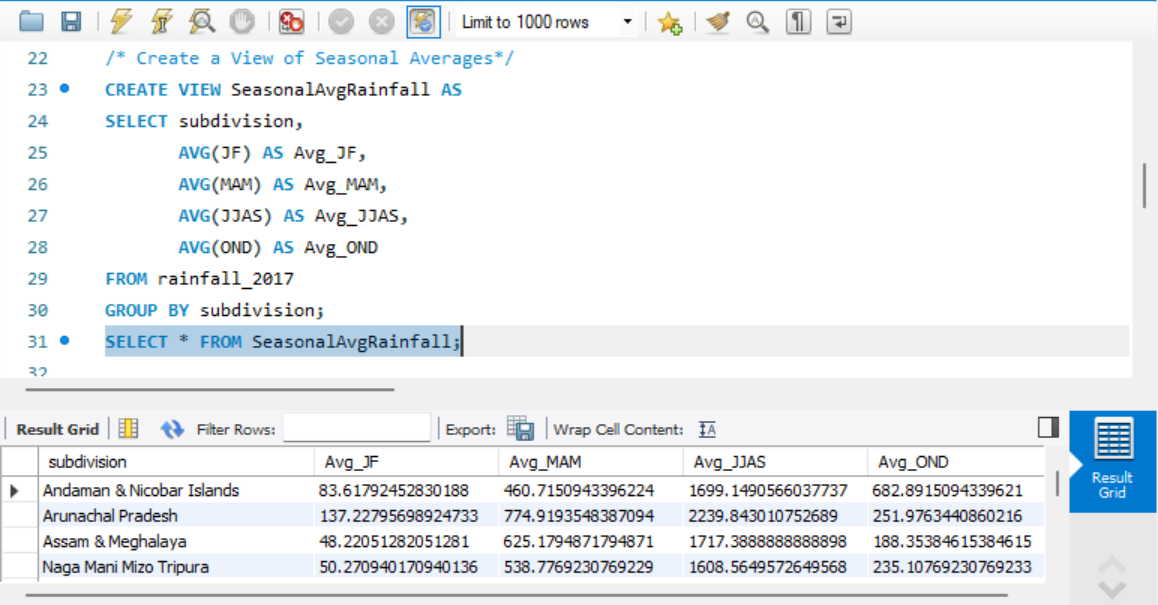 Limit to 1000 rows
22 /* Create a View of Seasonal Averages*/
23 CREATE VIEW SeasonalAvgRainfall AS
24 SELECT subdivision,
25 AVG(JF) AS Avg_JF,
26 AVG(MAM) AS Avg_MAM,
27 AVG(JJAS) AS Avg_JJAS,
28 AVG(OND) AS Avg_OND
29 FROM rainfall_2017
30 GROUP BY subdivision;
31 SELECT * FROM SeasonalAvgRainfall;
32
Result Grid Filter Rows: Export: Wrap Cell Content: IA
subdivision Avg_JF Avg_MAM Avg_JJAS Avg_OND
Andaman & Nicobar Islands 83.61792452830188 460.7150943396224 1699.1490566037737 682.8915094339621
Arunachal Pradesh 137.22795698924733 774.9193548387094 2239.843010752689 251.9763440860216
Assam & Meghalaya 48.22051282051281 625.1794871794871 1717.3888888888898 188.35384615384615
Naga Mani Mizo Tripura 50.270940170940136 538.7769230769229 1608.5649572649568 235.10769230769233
Result
Grid